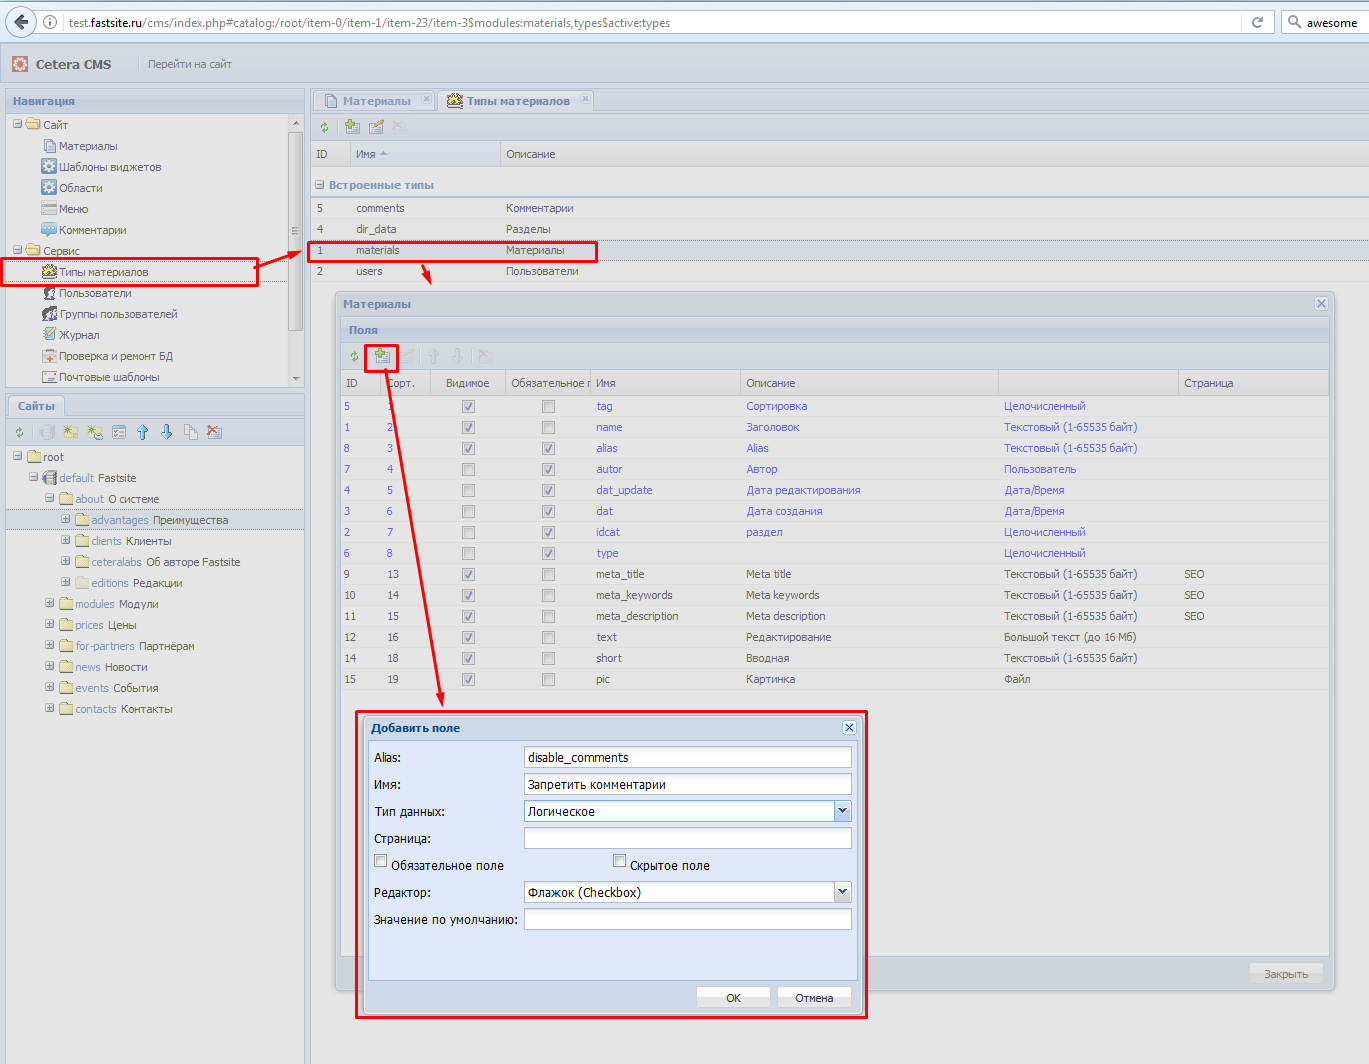 test.fastsite.ru/cms/index.php#catalog:/root/item-0/item-1/item-23/item-3$modules:materials,types$active:types
awesome
Cetera CMS
Перейти на сайт
Навигация
Сайт
Материалы
Шаблоны виджетов
Области
Меню
Комментарии
Сервис
Типы материалов
Пользователи
Группы пользователей
Журнал
Проверка и ремонт БД
Почтовые шаблоны
Сайты
root
default Fastsite
about О системе
advantages Преимущества
clients Клиенты
ceteralabs Об авторе Fastsite
editions Редакции
modules Модули
prices Цены
for-partners Партнёрам
news Новости
events События
contacts Контакты
Материалы
Типы материалов
ID Имя Описание
Встроенные типы
5 comments Комментарии
4 dir_data Разделы
1 materials Материалы
2 users Пользователи
Материалы
Поля
ID Сорт. Видимое Обязательное Имя Описание Страница
5 tag Сортировка Целочисленный
1 2 name Заголовок Текстовый (1-65535 байт)
8 3 alias Alias Текстовый (1-65535 байт)
7 4 autor Автор Пользователь
4 5 dat_update Дата редактирования Дата/Время
3 6 dat Дата создания Дата/Время
2 7 idcat раздел Целочисленный
6 8 type Целочисленный
9 13 meta_title Meta title Текстовый (1-65535 байт) SEO
10 14 meta_keywords Meta keywords Текстовый (1-65535 байт) SEO
11 15 meta_description Meta description Текстовый (1-65535 байт) SEO
12 16 text Редактирование Большой текст (до 16 Мб)
14 18 short Вводная Текстовый (1-65535 байт)
15 19 pic Картинка Файл
Добавить поле
Alias: disable_comments
Имя: Запретить комментарии
Тип данных: Логическое
Страница:
Обязательное поле Скрытое поле
Редактор: Флажок (Checkbox)
Значение по умолчанию:
OK Отмена
Закрыть